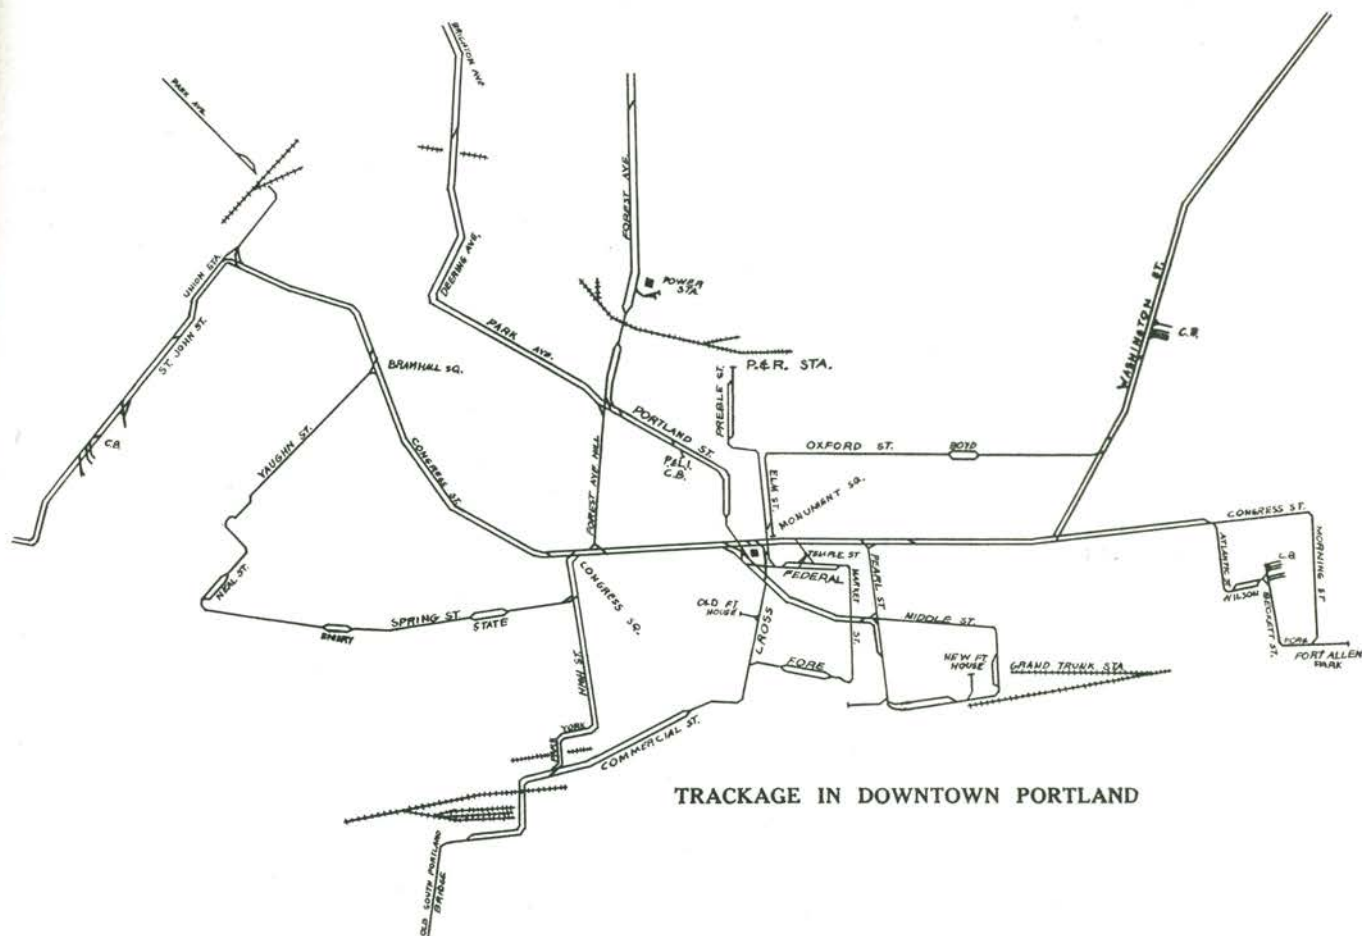 BRIGHTON AVE
PARK AVE.
FOREST AVE.
DEERING AVE.
UNION STA
POWER
STA.
WASHINGTON ST.
C.B.
ST. JOHN ST.
PARK AVE.
P.&R. STA.
BRAMHALL SQ.
PREBLE ST.
PORTLAND ST.
C.B.
VAUGHN ST.
CONGRESS ST.
FOREST AVE HILL
P.&L.I.
C.B.
OXFORD ST.
BOYD
ELM ST.
MONUMENT SQ.
CONGRESS ST.
TEMPLE ST
FEDERAL
MARKET ST.
PEARL ST.
ATLANTIC ST.
C.B.
MORNING ST
WILSON
BECKETT ST.
NEAL ST.
CONGRESS SQ.
OLD FT
HOUSE
CROSS
SPRING ST.
STATE
EMERY
MIDDLE ST.
FORE
FORT ALLEN
PARK
HIGH ST.
FORE
NEW FT
HOUSE
GRAND TRUNK STA
YORK
COMMERCIAL ST.
TRACKAGE IN DOWNTOWN PORTLAND
OLD SOUTH PORTLAND
BRIDGE